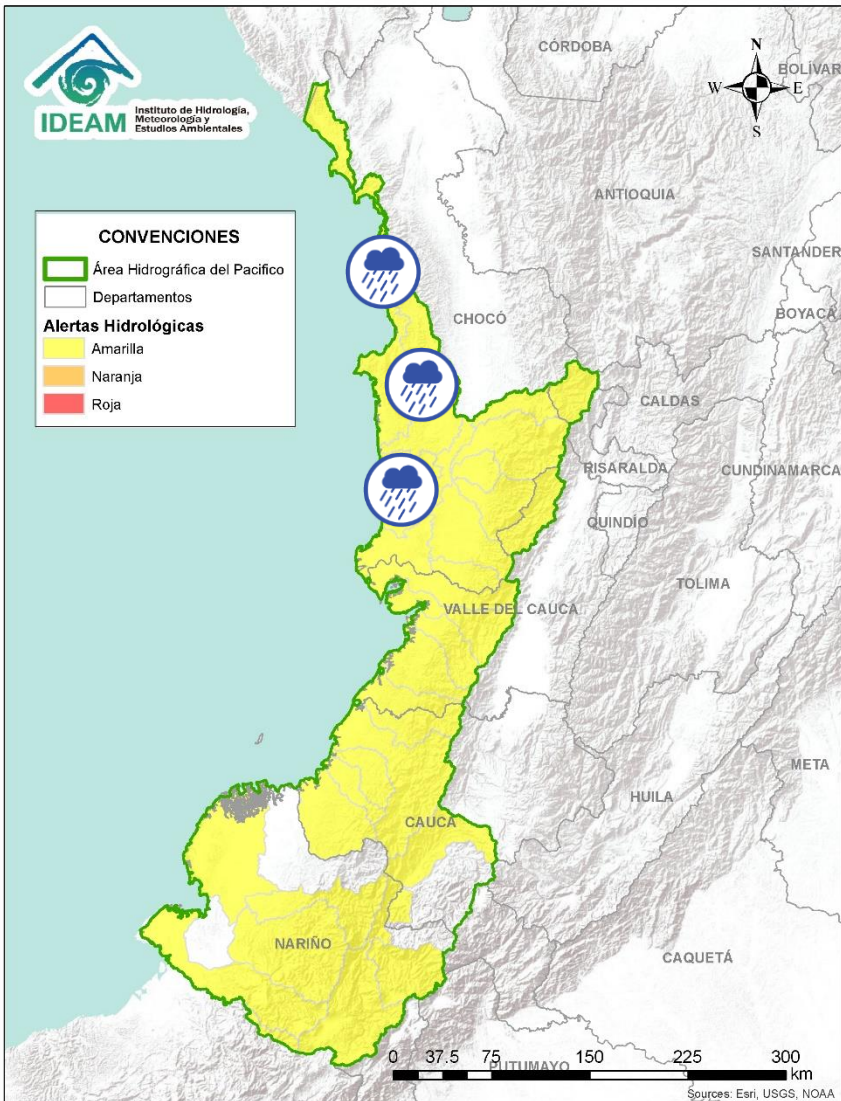 IDEAM
Instituto de Hidrología,
Meteorología y
Estudios Ambientales
N
W
E
S
CONVENCIONES
Área Hidrográfica del Pacifico
Departamentos
Alertas Hidrológicas
Amarilla
Naranja
Roja
CÓRDOBA
BOLÍVAR
ANTIOQUIA
SANTANDER
BOYACA
CHOCÓ
CALDAS
RISARALDA
CUNDINAMARCA
QUINDÍO
TOLIMA
VALLE DEL CAUCA
META
HUILA
CAUCA
NARIÑO
CAQUETÁ
PUTUMAYO
0 37.5 75 150 225 300
km
Sources: Esri, USGS, NOAA